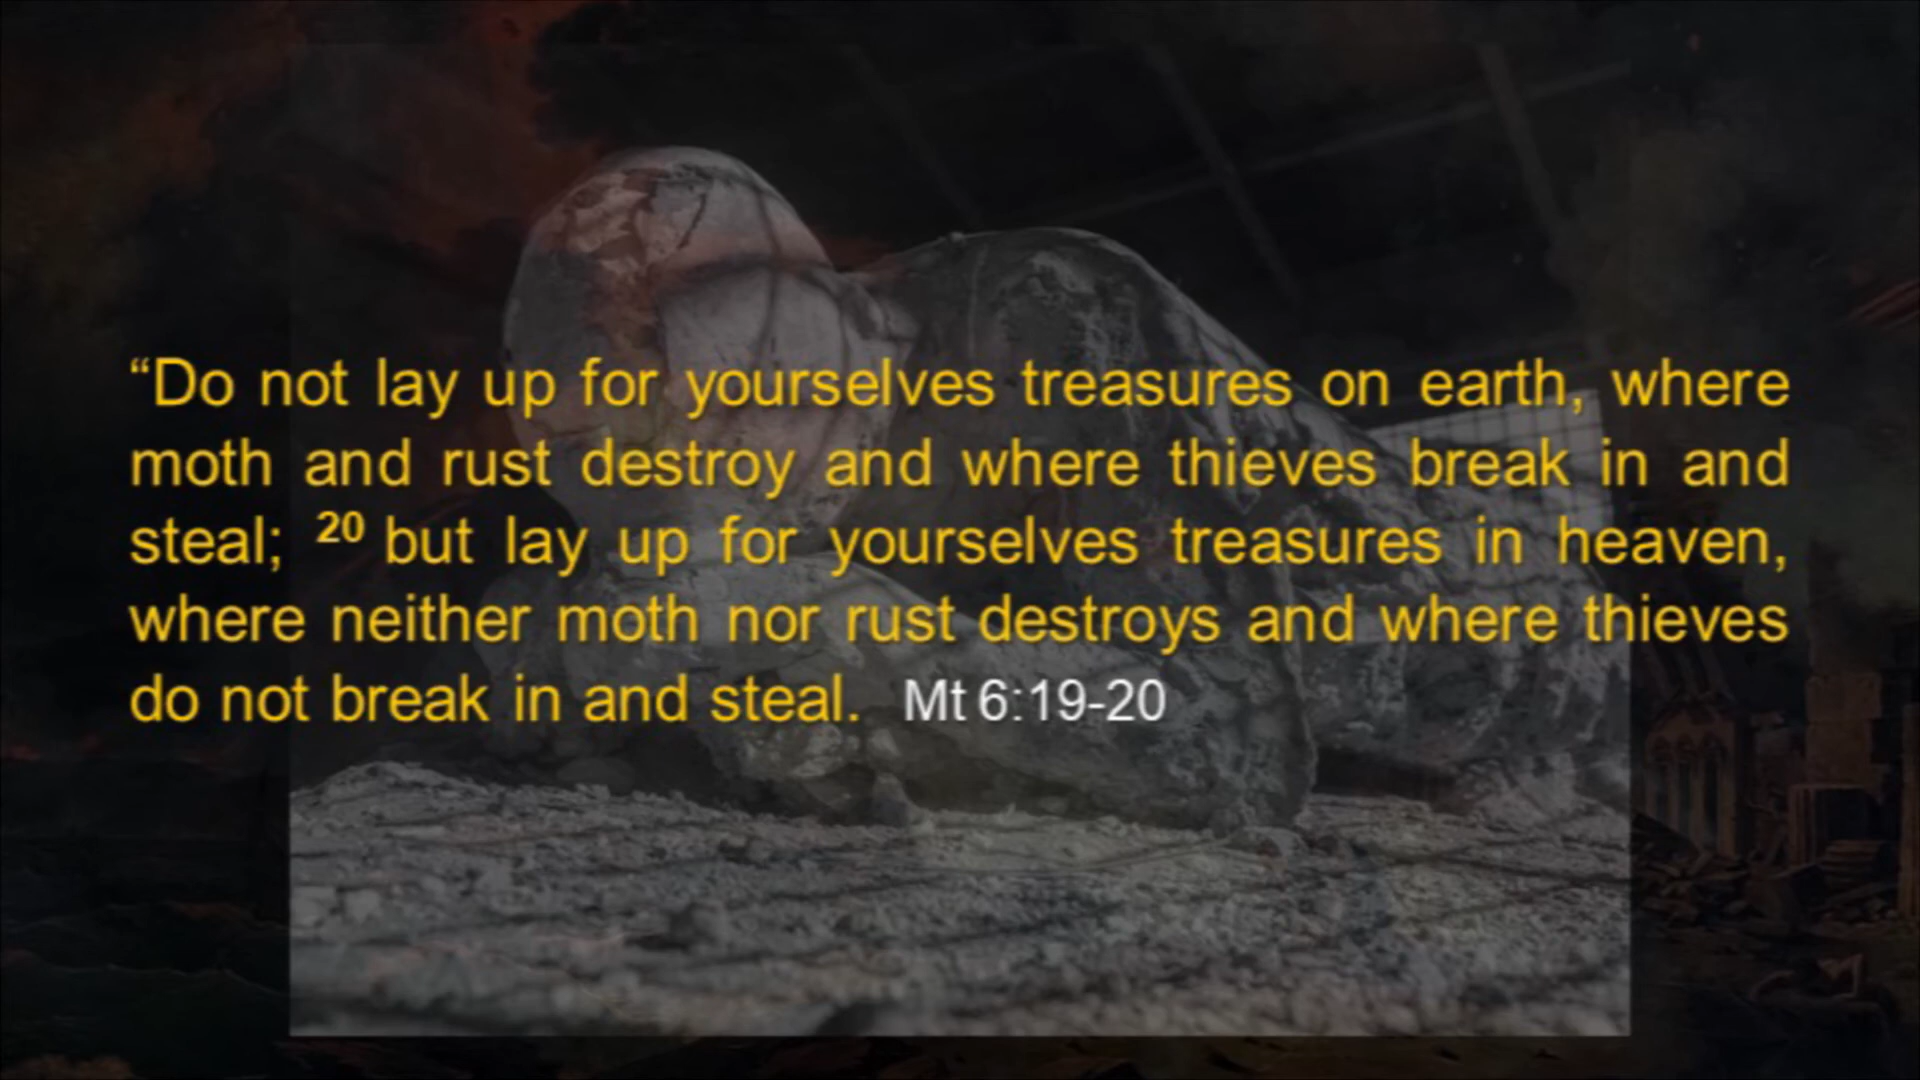 “Do not lay up for yourselves treasures on earth, where
moth and rust destroy and where thieves break in and
steal; 20 but lay up for yourselves treasures in heaven,
where neither moth nor rust destroys and where thieves
do not break in and steal. Mt 6:19-20